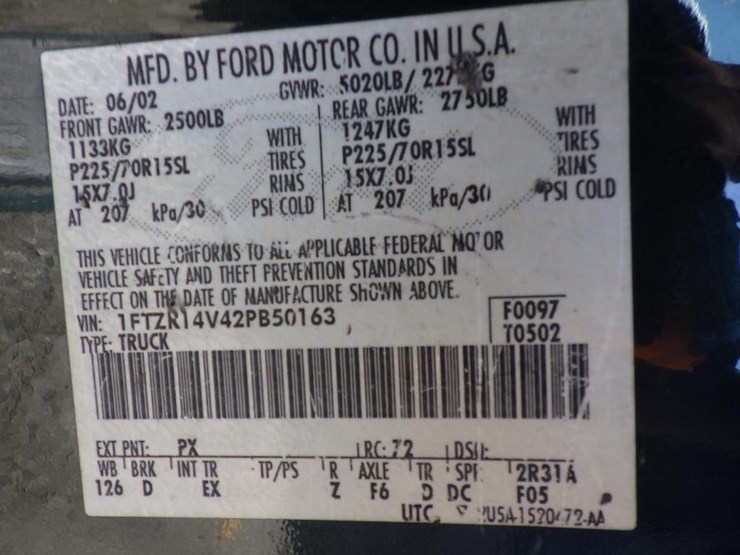 MFD. BY FORD MOTOR CO. IN U.S.A.
DATE: 06/02 GVWR: 5020LB/
FRONT GAWR: 2500LB REAR GAWR: 2750LB
1133KG WITH 1247KG WITH
P225/70R15SL TIRES P225/70R15SL TIRES
15X7.0J RIMS 15X7.0J RIMS
AT 207 kPa/30 PSI COLD AT 207 kPa/30 PSI COLD
THIS VEHICLE CONFORMS TO ALL APPLICABLE FEDERAL MOTOR
VEHICLE SAFETY AND THEFT PREVENTION STANDARDS IN
EFFECT ON THE DATE OF MANUFACTURE SHOWN ABOVE.
VIN: 1FTZR14V42PB50163 F0097
TYPE: TRUCK T0502
EXT PNT: PX RC: 72 DSO:
WB BRK INT TR TP/PS R AXLE TR SPR 2R31A
126 D EX Z F6 D DC F05
UTC